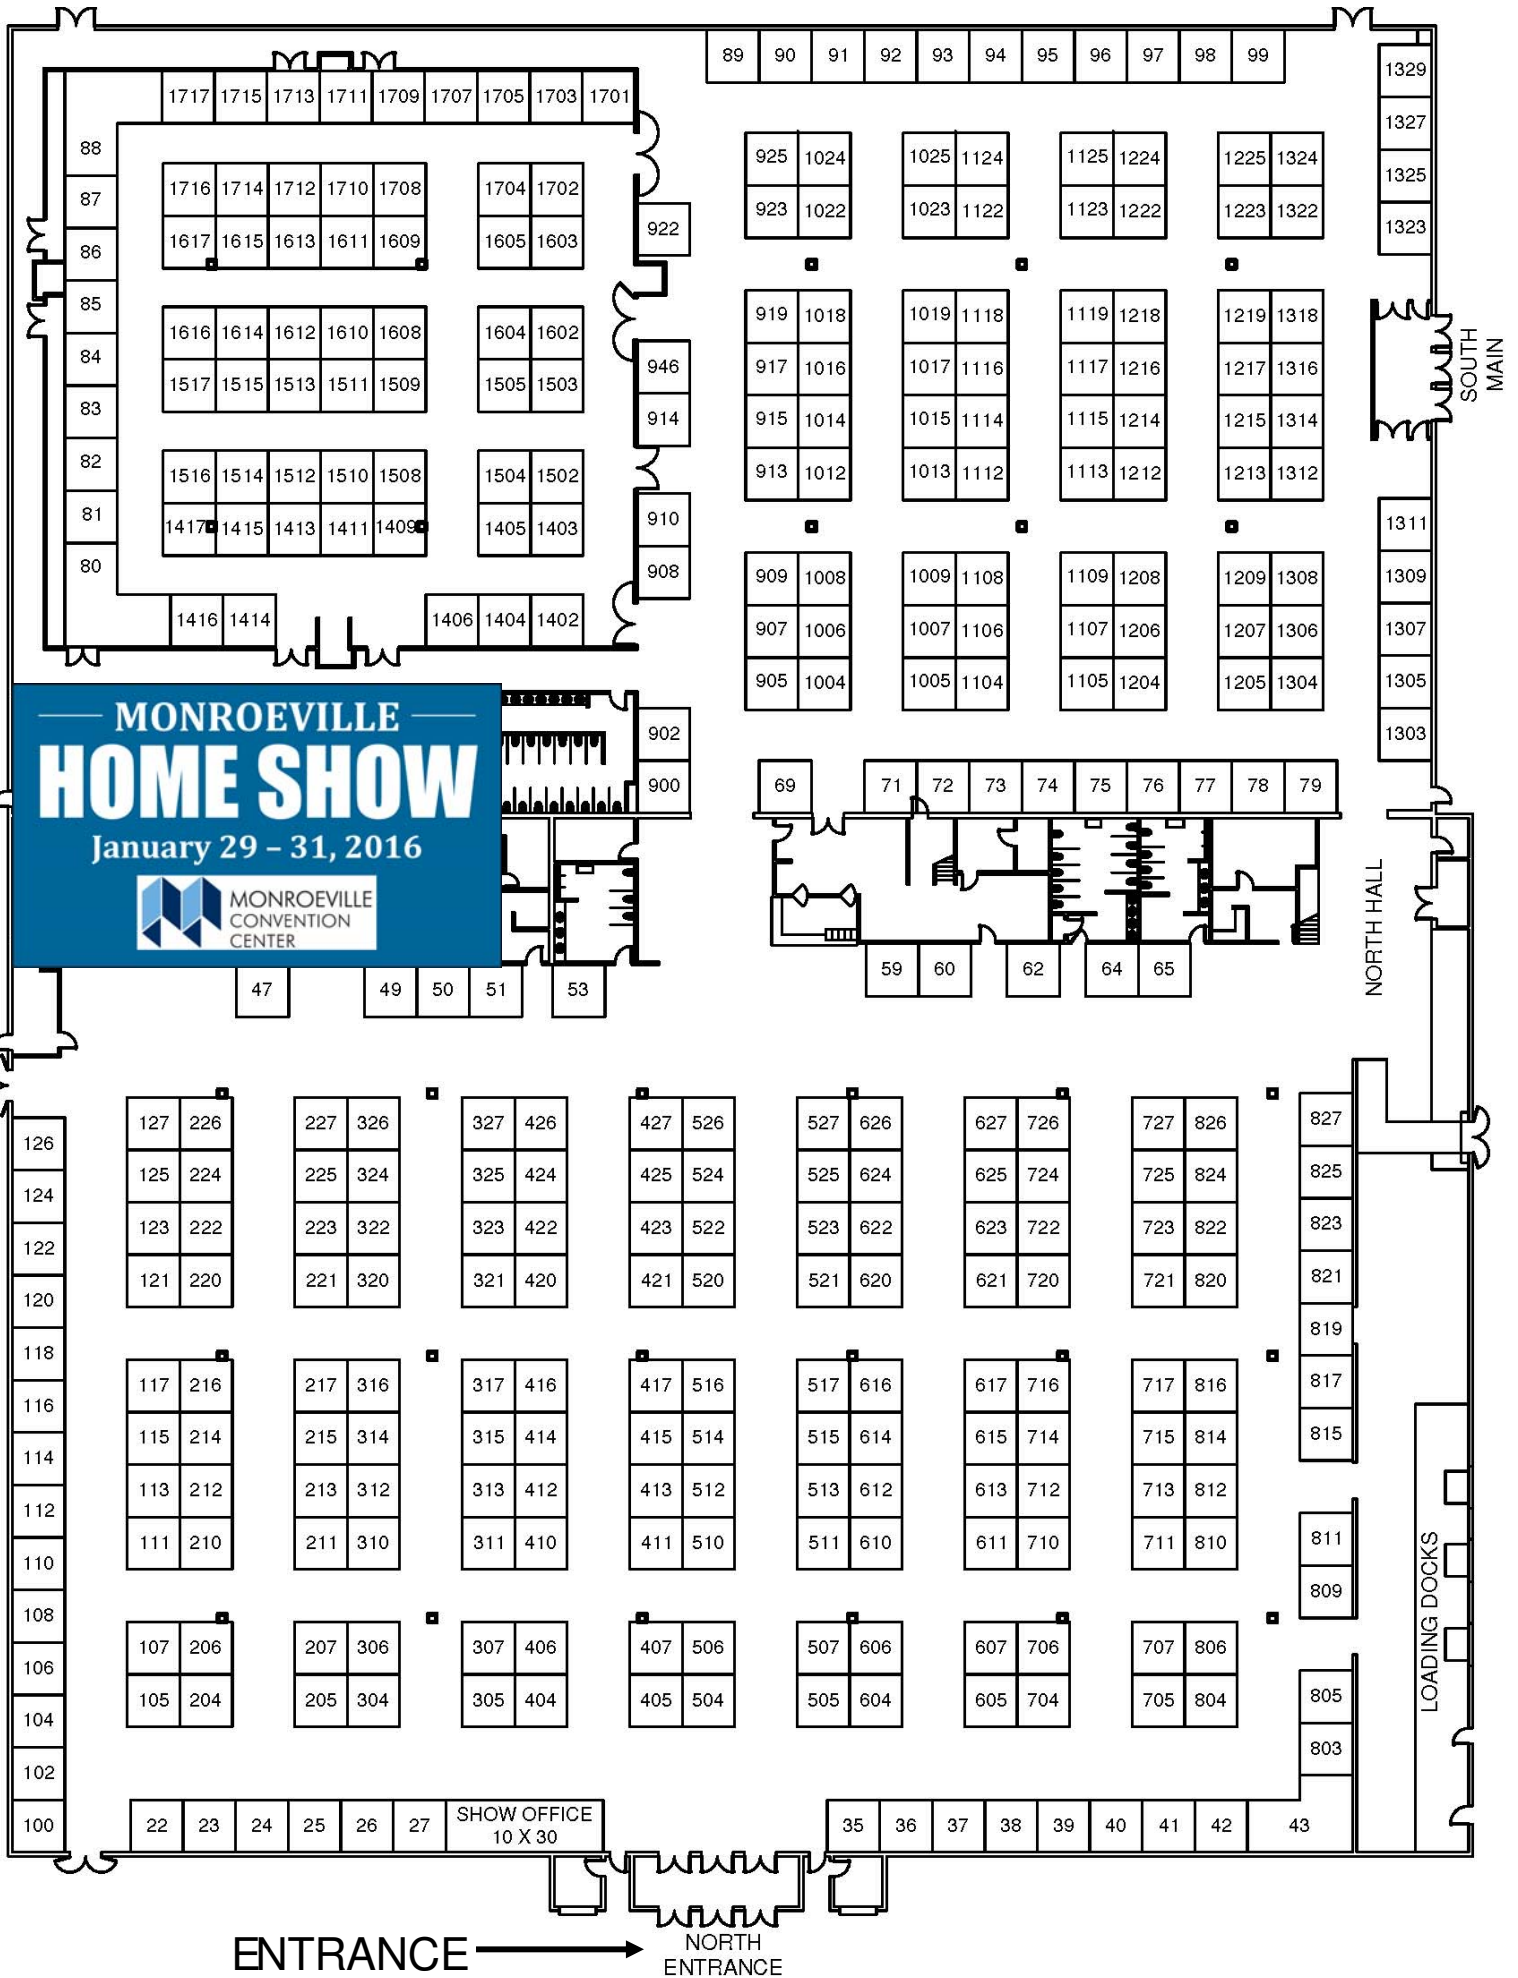 89 90 91 92 93 94 95 96 97 98 99
1329
1327
1325
1323
1717 1715 1713 1711 1709 1707 1705 1703 1701
88
87
86
85
84
83
82
81
80
1716 1714 1712 1710 1708 1704 1702
1617 1615 1613 1611 1609 1605 1603
1616 1614 1612 1610 1608 1604 1602
1517 1515 1513 1511 1509 1505 1503
1516 1514 1512 1510 1508 1504 1502
1417 1415 1413 1411 1409 1405 1403
1416 1414 1406 1404 1402
922
946
914
910
908
902
900
925 1024 1025 1124 1125 1224 1225 1324
923 1022 1023 1122 1123 1222 1223 1322
919 1018 1019 1118 1119 1218 1219 1318
917 1016 1017 1116 1117 1216 1217 1316
915 1014 1015 1114 1115 1214 1215 1314
913 1012 1013 1112 1113 1212 1213 1312
909 1008 1009 1108 1109 1208 1209 1308
907 1006 1007 1106 1107 1206 1207 1306
905 1004 1005 1104 1105 1204 1205 1304
SOUTH
MAIN
1311
1309
1307
1305
1303
69 71 72 73 74 75 76 77 78 79
MONROEVILLE
HOME SHOW
January 29 – 31, 2016
MONROEVILLE
CONVENTION
CENTER
NORTH HALL
59 60 62 64 65
47 49 50 51 53
126
124
122
120
118
116
114
112
110
108
106
104
102
100
127 226 227 326 327 426 427 526 527 626 627 726 727 826
125 224 225 324 325 424 425 524 525 624 625 724 725 824
123 222 223 322 323 422 423 522 523 622 623 722 723 822
121 220 221 320 321 420 421 520 521 620 621 720 721 820
117 216 217 316 317 416 417 516 517 616 617 716 717 816
115 214 215 314 315 414 415 514 515 614 615 714 715 814
113 212 213 312 313 412 413 512 513 612 613 712 713 812
111 210 211 310 311 410 411 510 511 610 611 710 711 810
107 206 207 306 307 406 407 506 507 606 607 706 707 806
105 204 205 304 305 404 405 504 505 604 605 704 705 804
827
825
823
821
819
817
815
811
809
805
803
LOADING DOCKS
22 23 24 25 26 27
SHOW OFFICE
10 X 30
35 36 37 38 39 40 41 42 43
ENTRANCE
NORTH
ENTRANCE